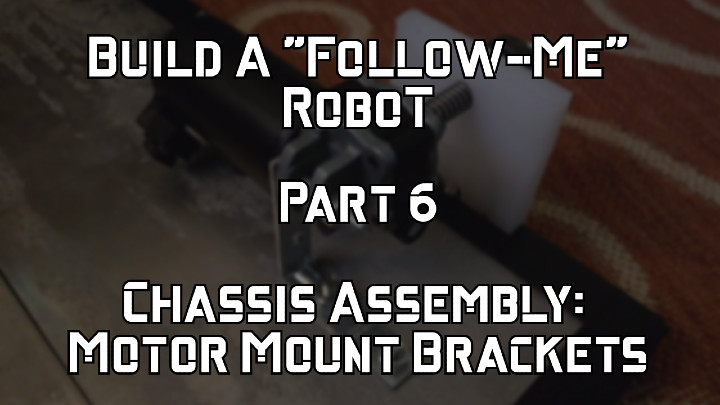 Build A "Follow-Me"
Robot
Part 6
Chassis Assembly:
Motor Mount Brackets